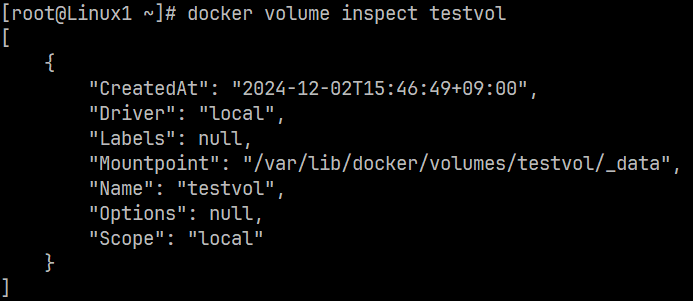 [root@Linux1 ~]# docker volume inspect testvol
[
    {
        "CreatedAt": "2024-12-02T15:46:49+09:00",
        "Driver": "local",
        "Labels": null,
        "Mountpoint": "/var/lib/docker/volumes/testvol/_data",
        "Name": "testvol",
        "Options": null,
        "Scope": "local"
    }
]